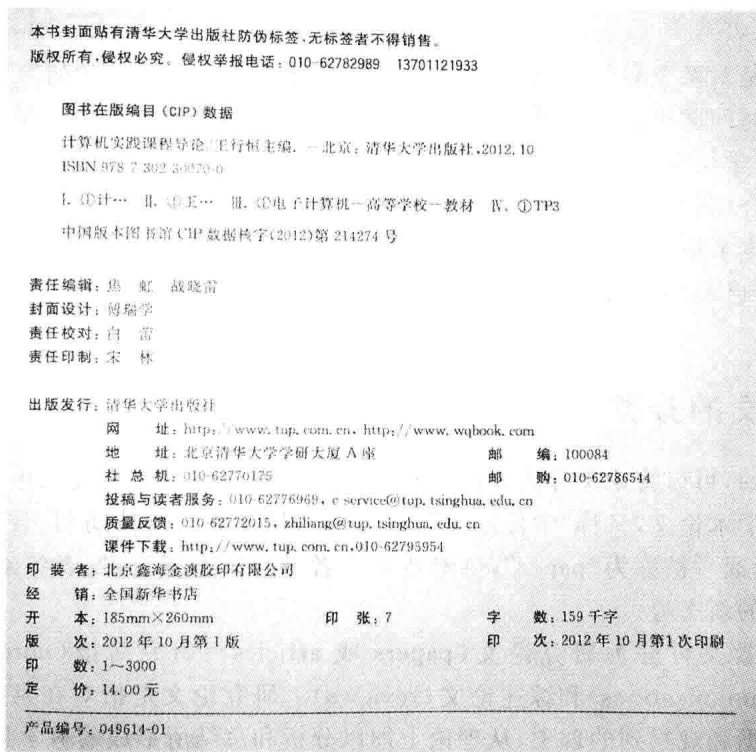 本书封面贴有清华大学出版社防伪标签,无标签者不得销售。
版权所有,侵权必究。侵权举报电话:010-62782989 13701121933
图书在版编目(CIP)数据
计算机实践课程导论/王行恒主编.—北京:清华大学出版社,2012.10
ISBN 978-7-302-30070-0
Ⅰ.①计… Ⅱ.①王… Ⅲ.①电子计算机—高等学校—教材 Ⅳ.①TP3
中国版本图书馆CIP数据核字(2012)第214274号
责任编辑:焦 虹 战晓雷
封面设计:傅瑞学
责任校对:白 蕾
责任印制:宋 林
出版发行:清华大学出版社
网 址:http://www.tup.com.cn, http://www.wqbook.com
地 址:北京清华大学学研大厦A座 邮 编:100084
社 总 机:010-62770175 邮 购:010-62786544
投稿与读者服务:010-62776969, c-service@tup.tsinghua.edu.cn
质量反馈:010-62772015, zhiliang@tup.tsinghua.edu.cn
课件下载:http://www.tup.com.cn,010-62795954
印 装 者:北京鑫海金澳胶印有限公司
经 销:全国新华书店
开 本:185mm×260mm 印 张:7 字 数:159千字
版 次:2012年10月第1版 印 次:2012年10月第1次印刷
印 数:1~3000
定 价:14.00元
产品编号:049614-01